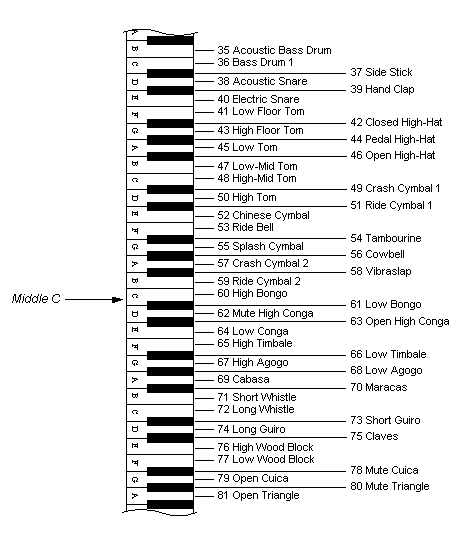 A
B
35 Acoustic Bass Drum
C
36 Bass Drum 1
37 Side Stick
D
38 Acoustic Snare
39 Hand Clap
E
40 Electric Snare
F
41 Low Floor Tom
42 Closed High-Hat
G
43 High Floor Tom
44 Pedal High-Hat
A
45 Low Tom
46 Open High-Hat
B
47 Low-Mid Tom
C
48 High-Mid Tom
49 Crash Cymbal 1
D
50 High Tom
51 Ride Cymbal 1
E
52 Chinese Cymbal
F
53 Ride Bell
54 Tambourine
G
55 Splash Cymbal
56 Cowbell
A
57 Crash Cymbal 2
58 Vibraslap
B
59 Ride Cymbal 2
Middle C
C
60 High Bongo
61 Low Bongo
D
62 Mute High Conga
63 Open High Conga
E
64 Low Conga
F
65 High Timbale
66 Low Timbale
G
67 High Agogo
68 Low Agogo
A
69 Cabasa
70 Maracas
B
71 Short Whistle
C
72 Long Whistle
73 Short Guiro
D
74 Long Guiro
75 Claves
E
76 High Wood Block
F
77 Low Wood Block
78 Mute Cuica
G
79 Open Cuica
80 Mute Triangle
A
81 Open Triangle